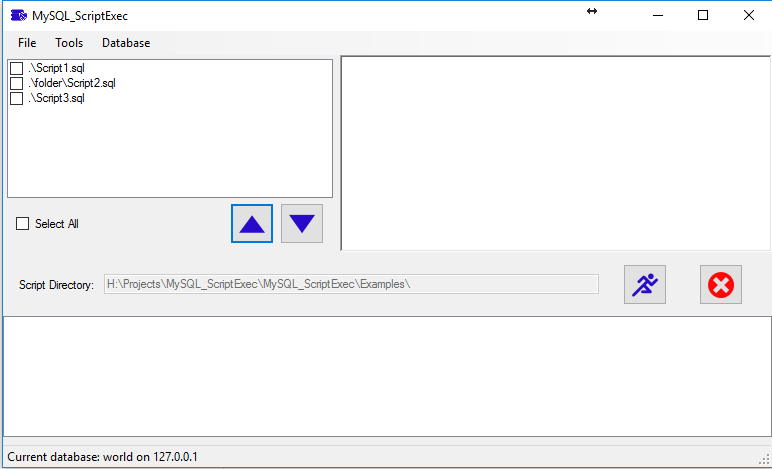 MySQL_ScriptExec
File Tools Database
.\Script1.sql
.\folder\Script2.sql
.\Script3.sql
Select All
Script Directory: H:\Projects\MySQL_ScriptExec\MySQL_ScriptExec\Examples\
Current database: world on 127.0.0.1